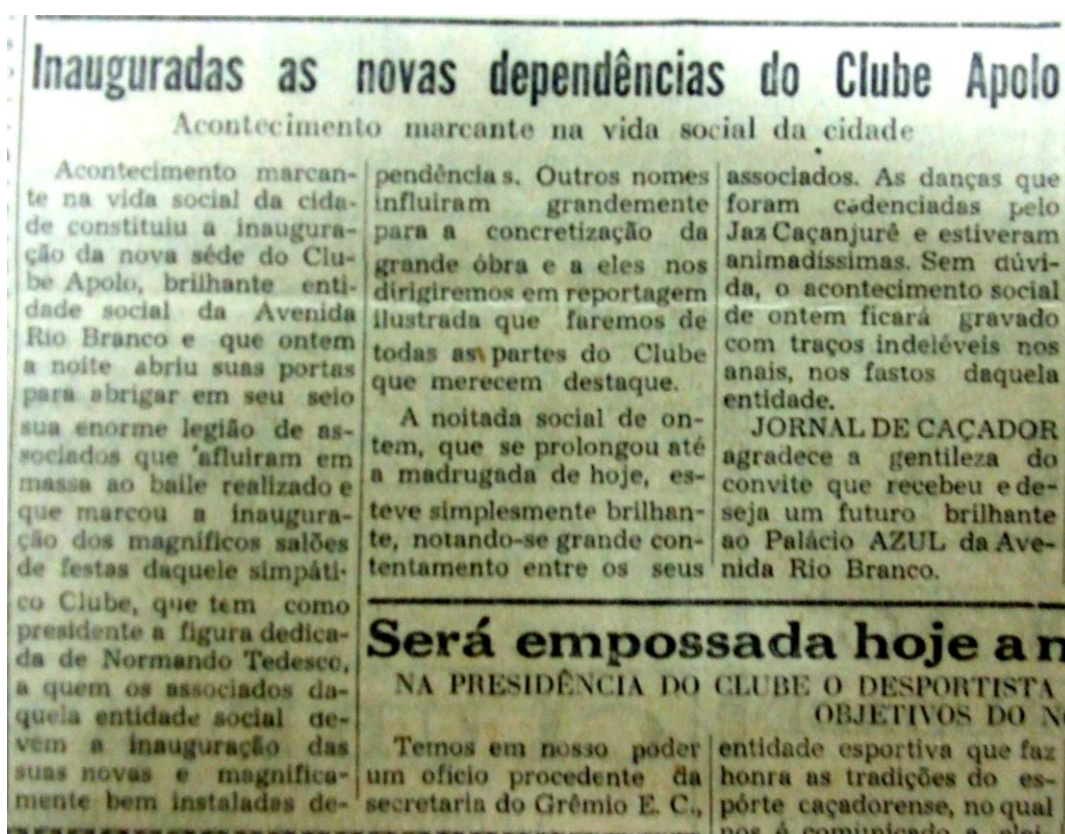 Inauguradas as novas dependências do Clube Apolo
Acontecimento marcante na vida social da cidade
Acontecimento marcan-
te na vida social da cida-
de constituiu a inaugura-
ção da nova séde do Clu-
be Apolo, brilhante enti-
dade social da Avenida
Rio Branco e que ontem
a noite abriu suas portas
para abrigar em seu seio
sua enorme legião de as-
sociados que afluiram em
massa ao baile realizado e
que marcou a inaugura-
ção dos magníficos salões
de festas daquele simpáti-
co Clube, que tem como
presidente a figura dedica-
da de Normando Tedesco,
a quem os associados da-
quela entidade social de-
vem a inauguração das
suas novas e magnifica-
mente bem instaladas de-
pendências. Outros nomes
influiram grandemente
para a concretização da
grande óbra e a eles nos
dirigiremos em reportagem
ilustrada que faremos de
todas as partes do Clube
que merecem destaque.
A noitada social de on-
tem, que se prolongou até
a madrugada de hoje, es-
teve simplesmente brilhan-
te, notando-se grande con-
tentamento entre os seus
associados. As danças que
foram cadenciadas pelo
Jaz Caçanjurê e estiveram
animadissimas. Sem dúvi-
da, o acontecimento social
de ontem ficará gravado
com traços indeléveis nos
anais, nos fastos daquela
entidade.
JORNAL DE CAÇADOR
agradece a gentileza do
convite que recebeu e de-
seja um futuro brilhante
ao Palácio AZUL da Ave-
nida Rio Branco.
Será empossada hoje a n
NA PRESIDÊNCIA DO CLUBE O DESPORTISTA
OBJETIVOS DO N
Temos em nosso poder
um oficio procedente da
secretaria do Grêmio E. C.,
entidade esportiva que faz
honra as tradições do es-
pórte caçadorense, no qual
nos é comunicado a